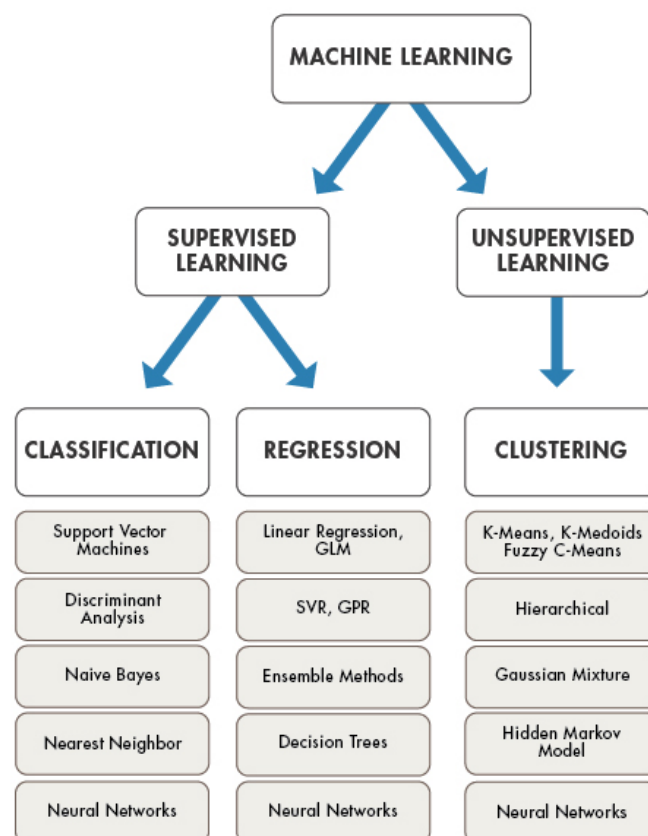 MACHINE LEARNING
SUPERVISED
LEARNING
UNSUPERVISED
LEARNING
CLASSIFICATION
Support Vector
Machines
Discriminant
Analysis
Naive Bayes
Nearest Neighbor
Neural Networks
REGRESSION
Linear Regression,
GLM
SVR, GPR
Ensemble Methods
Decision Trees
Neural Networks
CLUSTERING
K-Means, K-Medoids
Fuzzy C-Means
Hierarchical
Gaussian Mixture
Hidden Markov
Model
Neural Networks